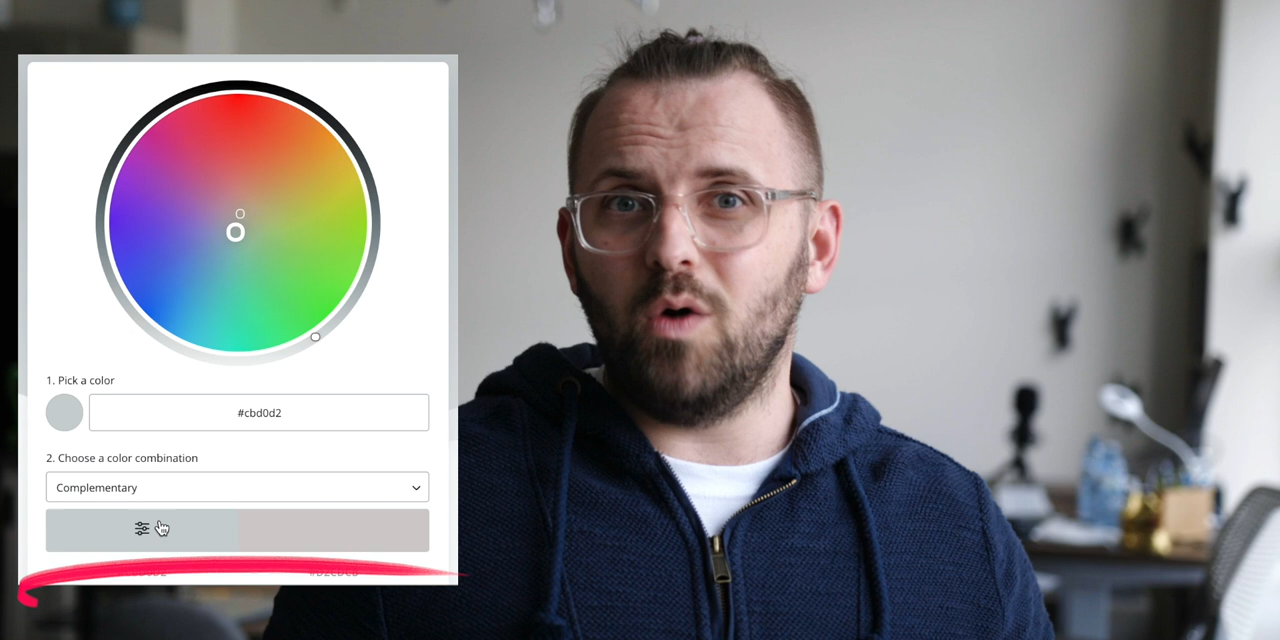 1. Pick a color
#cbd0d2
2. Choose a color combination
Complementary